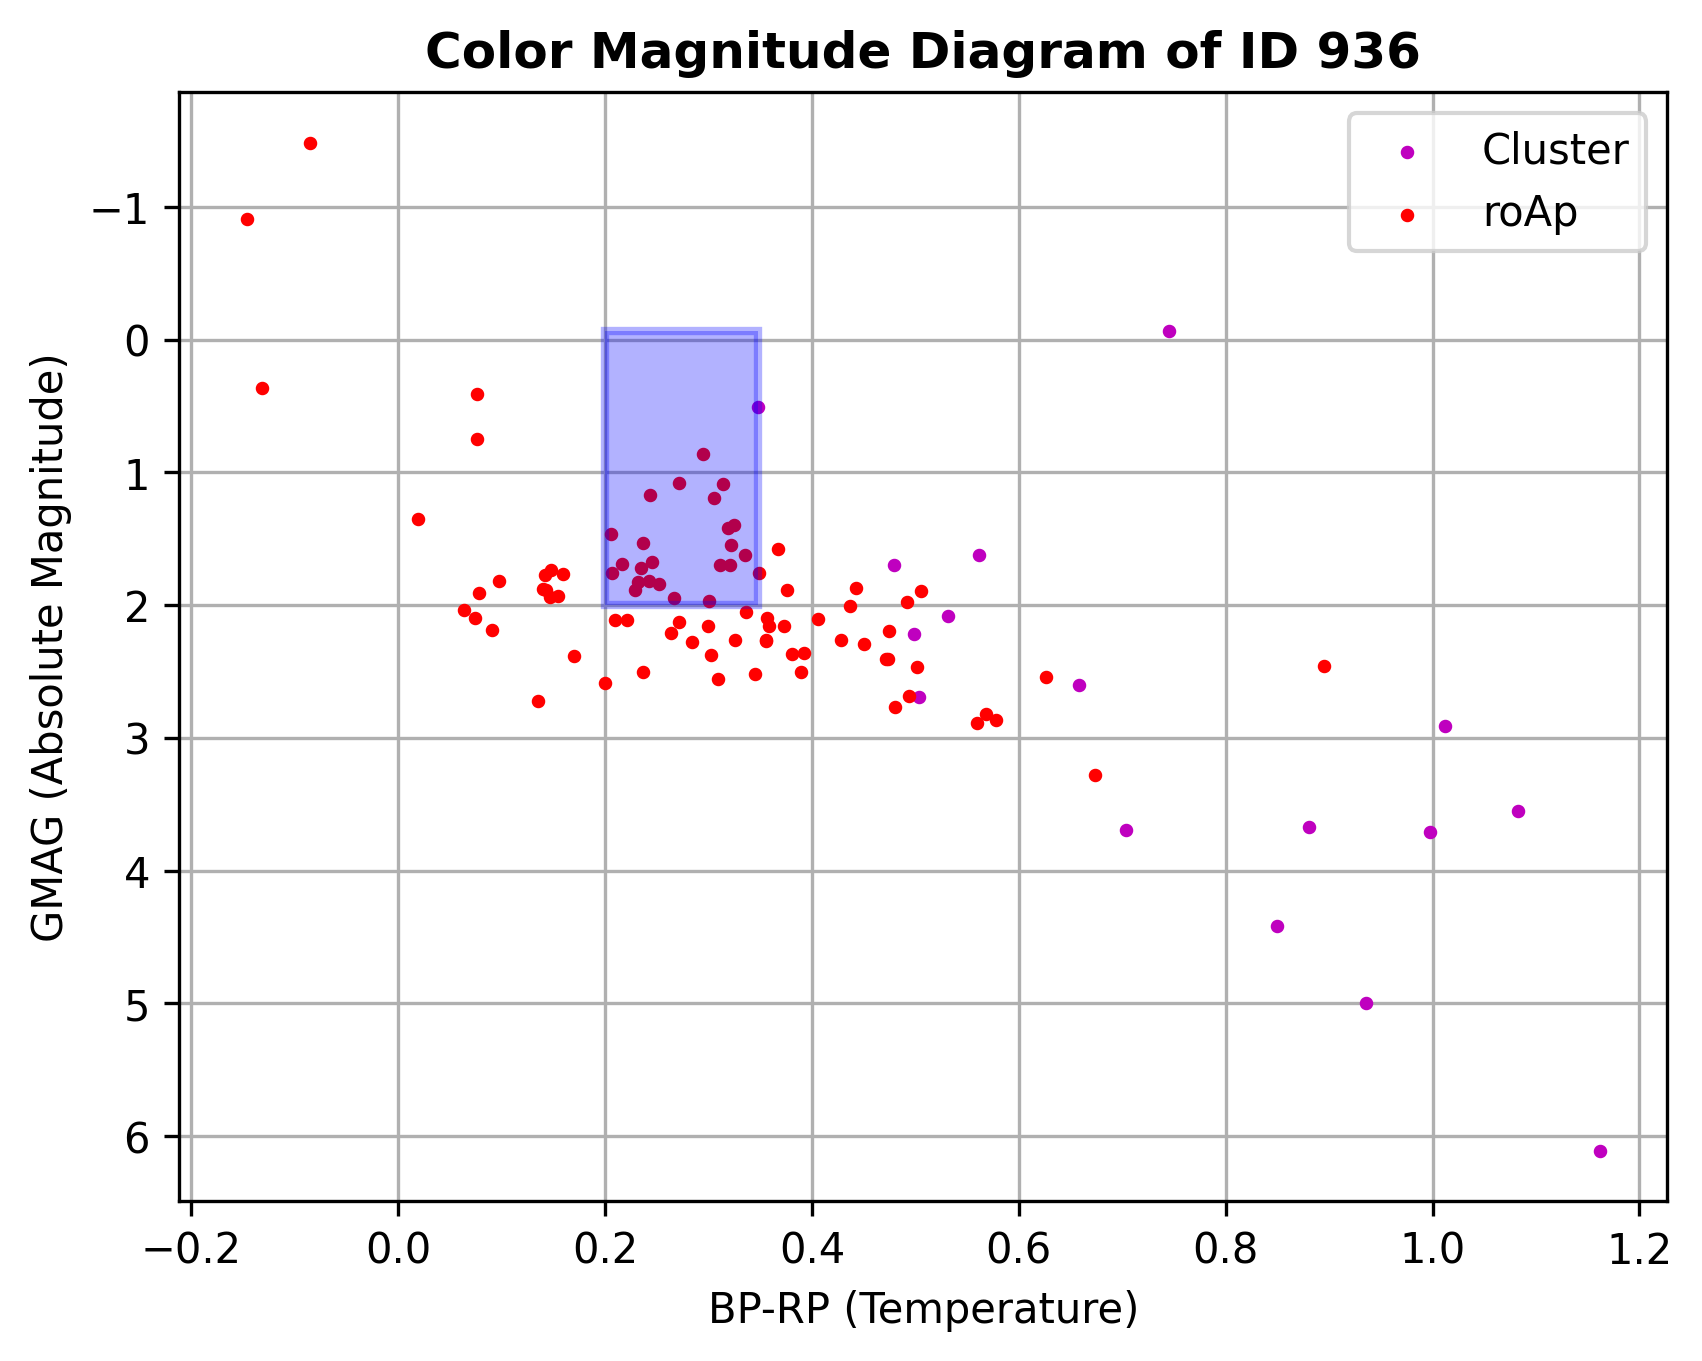 Color Magnitude Diagram of ID 936
Cluster
roAp
−1
0
1
2
3
4
5
6
GMAG (Absolute Magnitude)
−0.2 0.0 0.2 0.4 0.6 0.8 1.0 1.2
BP-RP (Temperature)